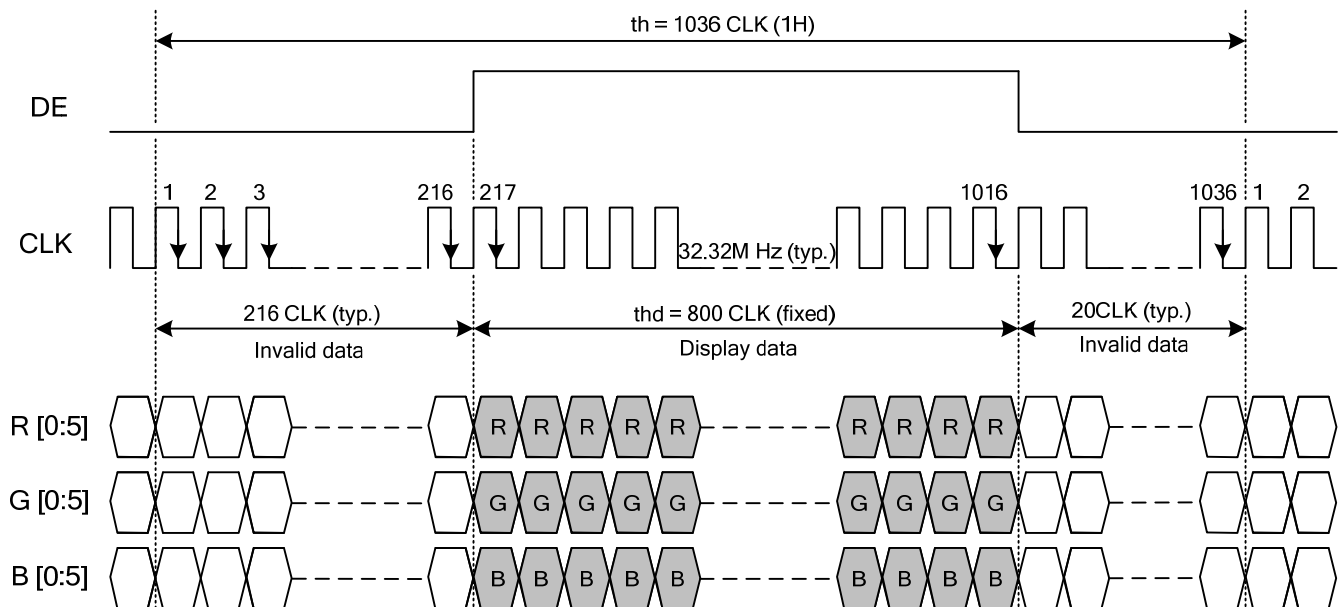 th = 1036 CLK (1H)
DE
1 2 3 216 217 1016 1036 1 2
CLK
32.32M Hz (typ.)
216 CLK (typ.) thd = 800 CLK (fixed) 20CLK (typ.)
Invalid data Display data Invalid data
R [0:5] R R R R R R R R R
G [0:5] G G G G G G G G G
B [0:5] B B B B B B B B B